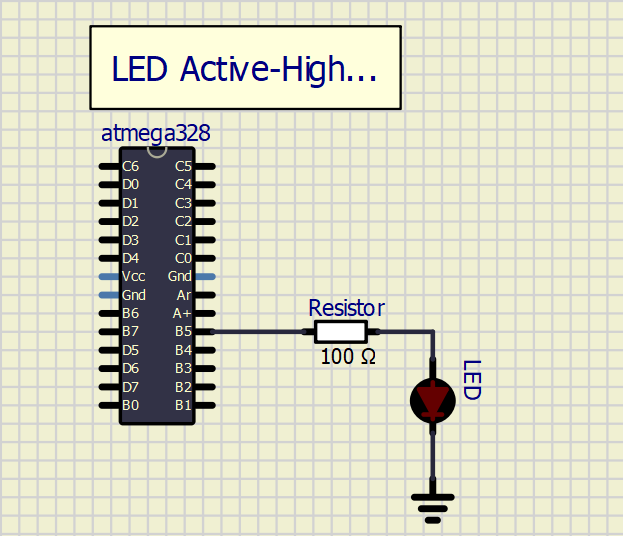 LED Active-High...
atmega328
C6 C5
D0 C4
D1 C3
D2 C2
D3 C1
D4 C0
Vcc Gnd
Gnd Ar
B6 A+
B7 B5
D5 B4
D6 B3
D7 B2
B0 B1
Resistor
100 Ω
LED